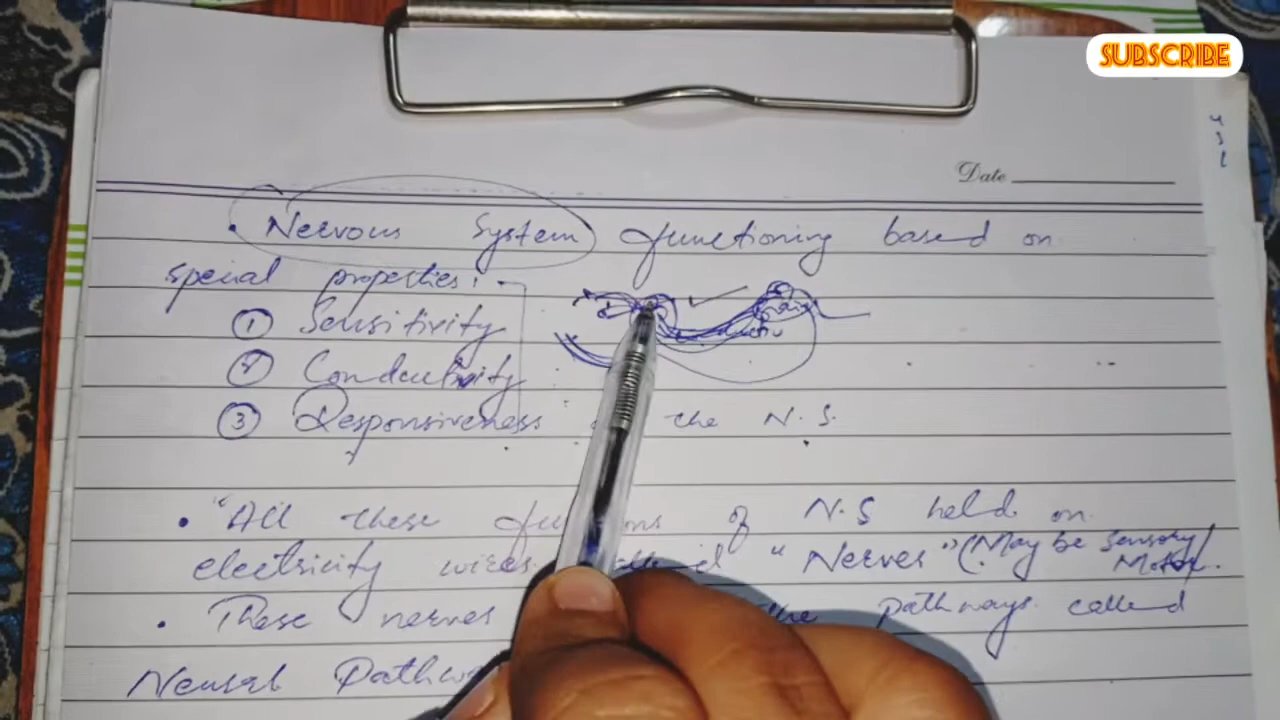 SUBSCRIBE
Date
• Nervous System functioning based on
special properties:-
① Sensitivity
② Conductivity
③ Responsiveness the N.S.
• "All these of N.S held on
electricity wires "Nerves" (May be Sensory/
Motor.
• These nerves the pathways called
Neural